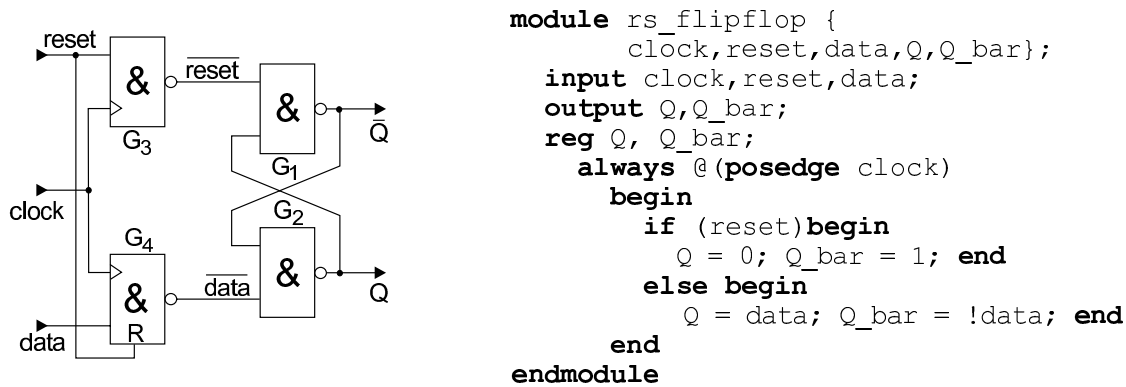 reset
&
reset
&
Q
G3
G1
clock
G2
G4
&
&
data
Q
R
data
module rs_flipflop {
clock,reset,data,Q,Q_bar};
input clock,reset,data;
output Q,Q_bar;
reg Q, Q_bar;
always @(posedge clock)
begin
if (reset)begin
Q = 0; Q_bar = 1; end
else begin
Q = data; Q_bar = !data; end
end
endmodule